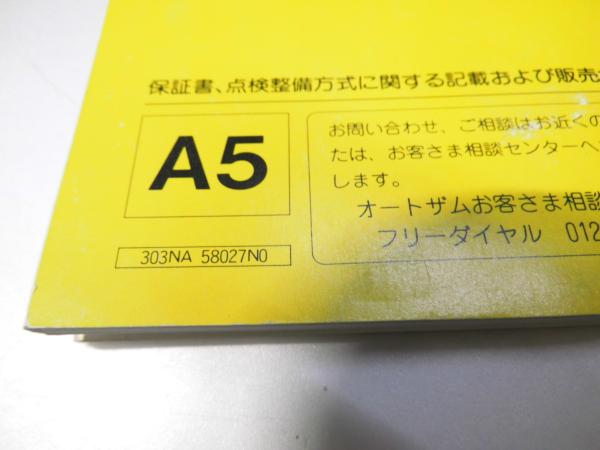 保証書、点検整備方式に関する記載および販売
A5
お問い合わせ、ご相談はお近くの
たは、お客さま相談センターへ
します。
オートザムお客さま相談
フリーダイヤル 012
303NA 58027N0